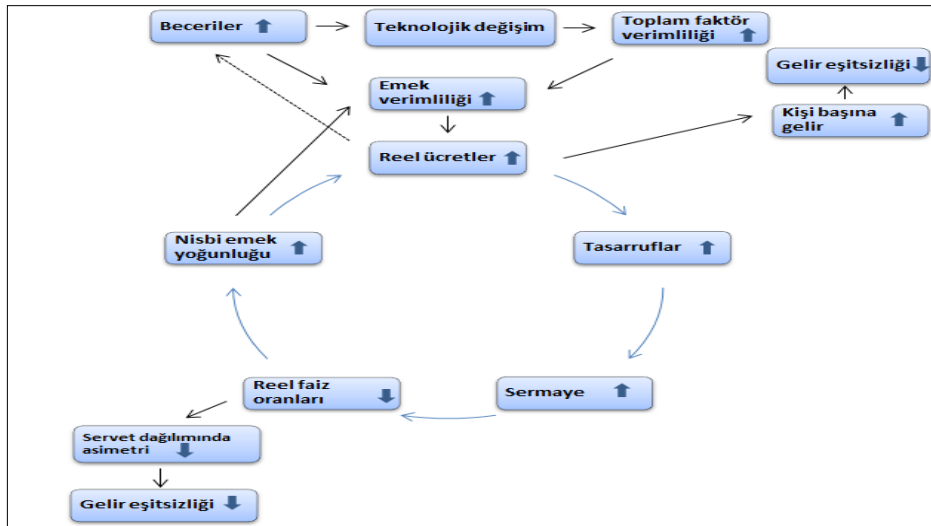 Beceriler
Teknolojik değişim
Toplam faktör
verimliliği
Gelir eşitsizliği
Emek
verimliliği
Kişi başına
gelir
Reel ücretler
Nisbi emek
yoğunluğu
Tasarruflar
Reel faiz
oranları
Sermaye
Servet dağılımında
asimetri
Gelir eşitsizliği